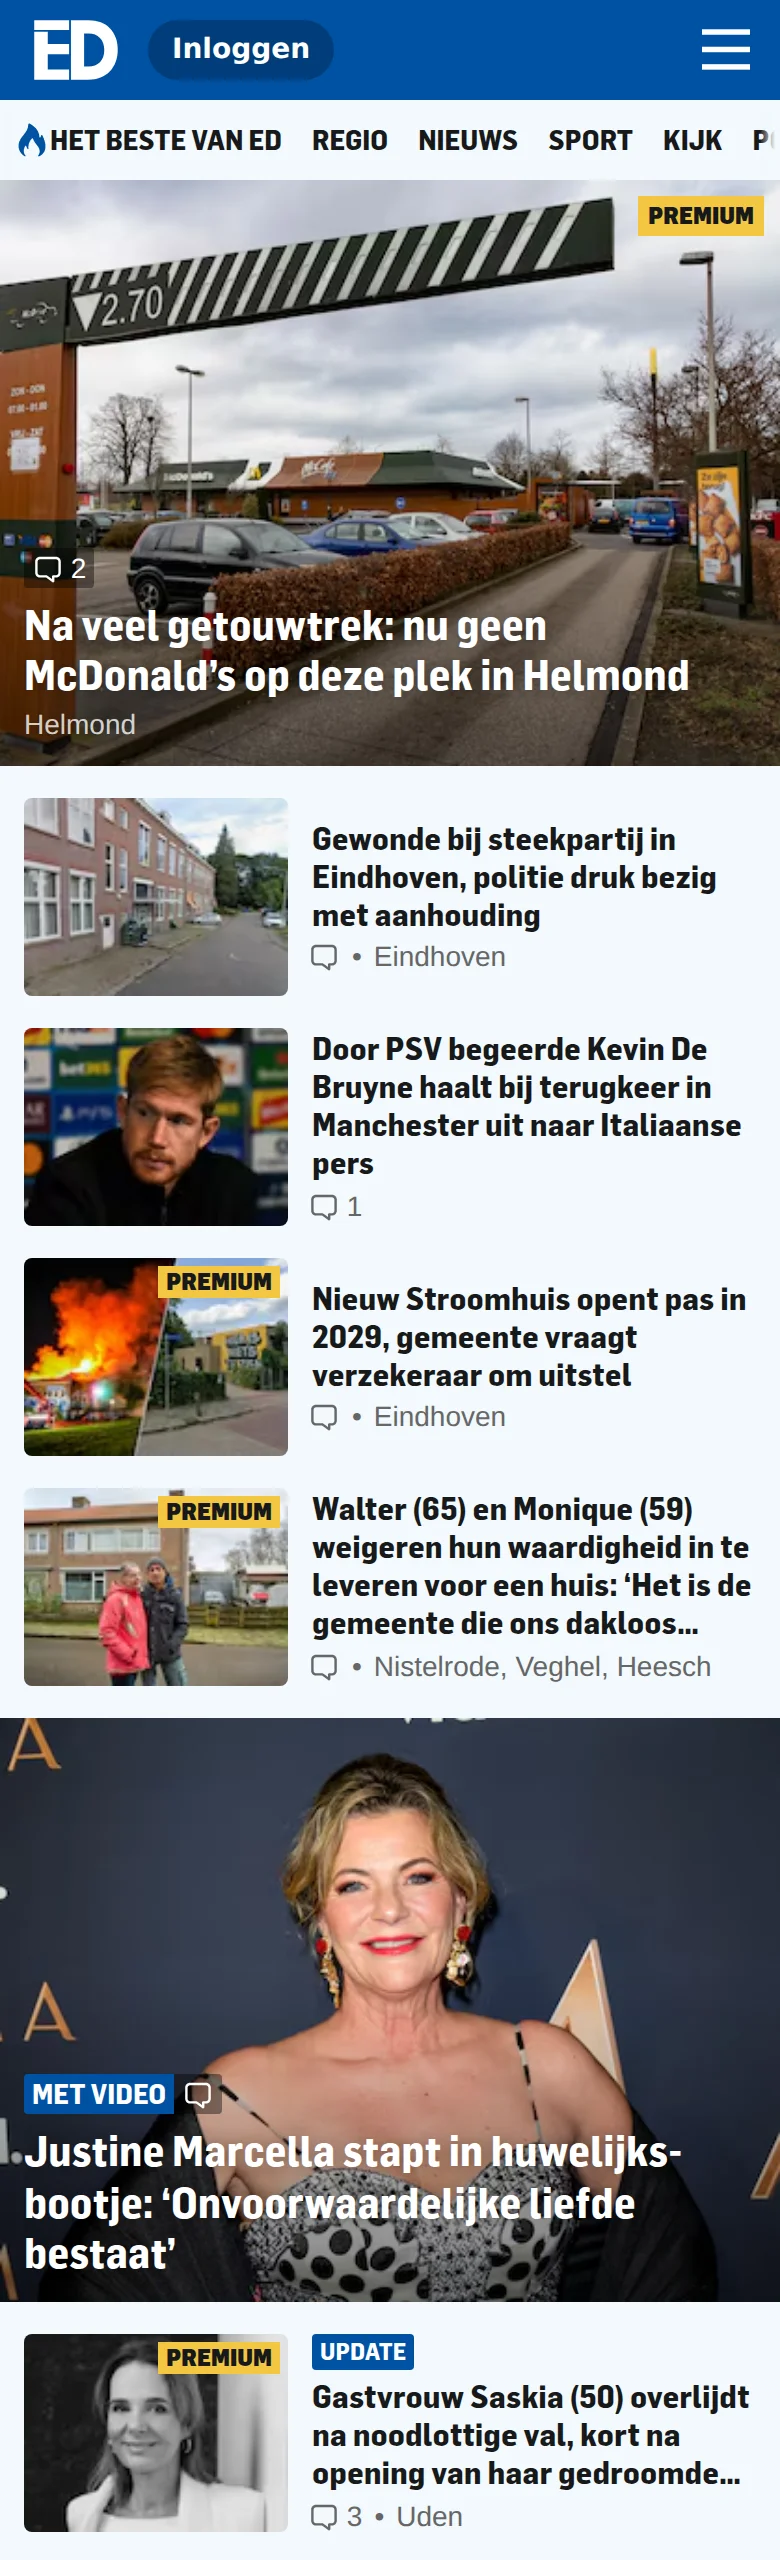 ED Inloggen
HET BESTE VAN ED REGIO NIEUWS SPORT KIJK
PREMIUM
2.70
McDonald's
McCafé
2
Na veel getouwtrek: nu geen
McDonald’s op deze plek in Helmond
Helmond
Gewonde bij steekpartij in
Eindhoven, politie druk bezig
met aanhouding
• Eindhoven
bet365
Door PSV begeerde Kevin De
Bruyne haalt bij terugkeer in
Manchester uit naar Italiaanse
pers
1
PREMIUM
Nieuw Stroomhuis opent pas in
2029, gemeente vraagt
verzekeraar om uitstel
• Eindhoven
PREMIUM
Walter (65) en Monique (59)
weigeren hun waardigheid in te
leveren voor een huis: ‘Het is de
gemeente die ons dakloos...
• Nistelrode, Veghel, Heesch
A
A
MET VIDEO
Justine Marcella stapt in huwelijks-
bootje: ‘Onvoorwaardelijke liefde
bestaat’
PREMIUM
UPDATE
Gastvrouw Saskia (50) overlijdt
na noodlottige val, kort na
opening van haar gedroomde...
3 • Uden